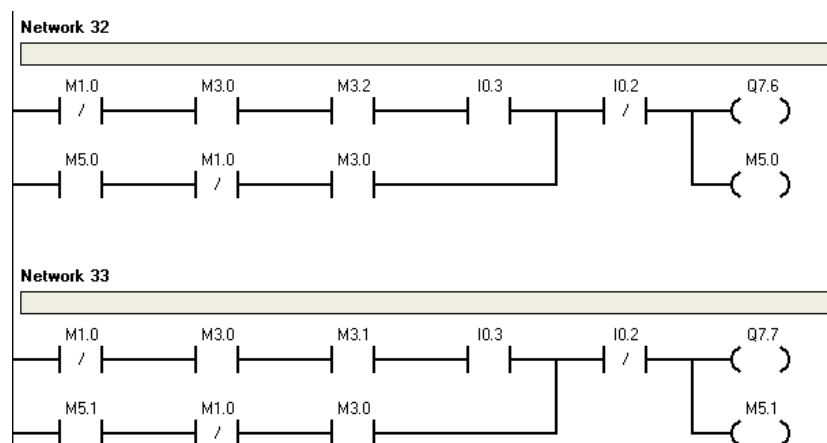 Network 32
M1.0 M3.0 M3.2 I0.3 I0.2 Q7.6
M5.0 M1.0 M3.0 M5.0
Network 33
M1.0 M3.0 M3.1 I0.3 I0.2 Q7.7
M5.1 M1.0 M3.0 M5.1